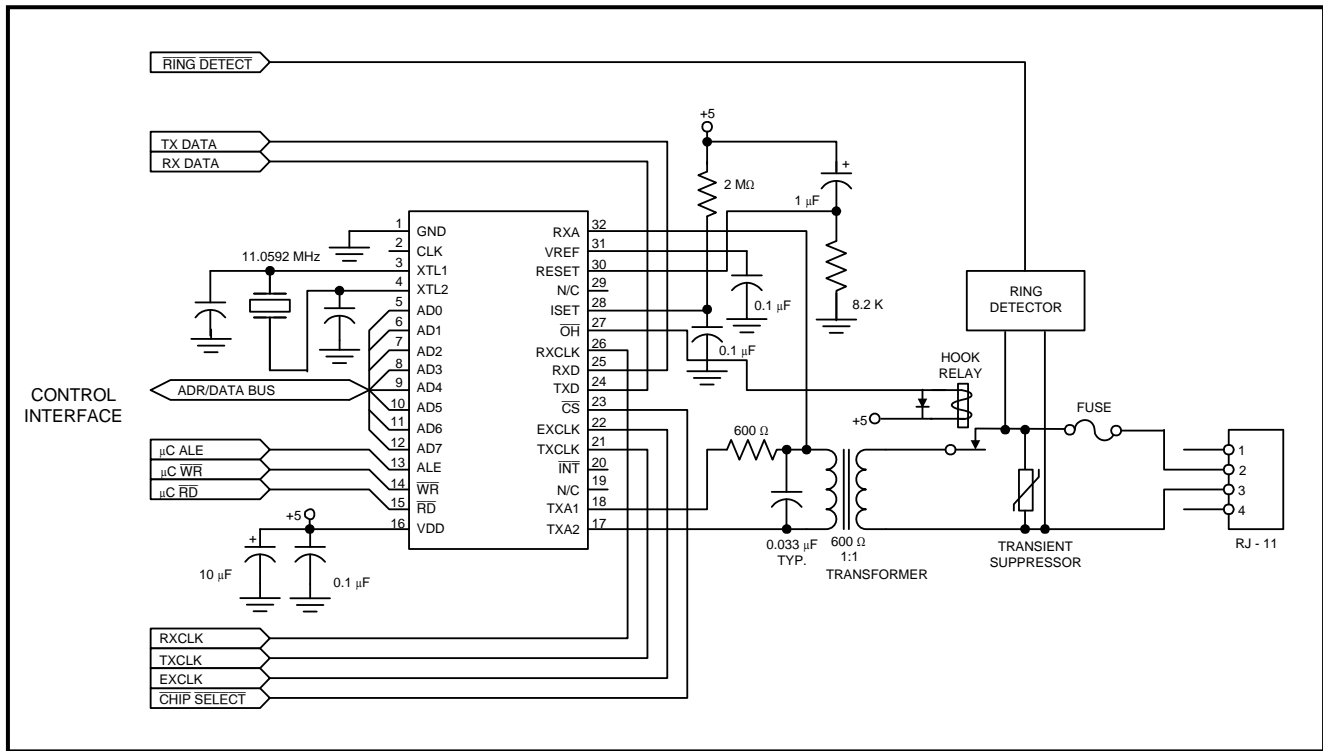 RING DETECT
TX DATA
RX DATA
+5
2 MΩ
+
1 μF
8.2 K
0.1 μF
0.1 μF
11.0592 MHz
1 GND
2 CLK
3 XTL1
4 XTL2
5 AD0
6 AD1
7 AD2
8 AD3
9 AD4
10 AD5
11 AD6
12 AD7
13 ALE
14 WR
15 RD
16 VDD
RXA 32
VREF 31
RESET 30
N/C 29
ISET 28
OH 27
RXCLK 26
RXD 25
TXD 24
CS 23
EXCLK 22
TXCLK 21
INT 20
N/C 19
TXA1 18
TXA2 17
CONTROL
INTERFACE
ADR/DATA BUS
μC ALE
μC WR
μC RD
+5
+
10 μF
0.1 μF
RXCLK
TXCLK
EXCLK
CHIP SELECT
600 Ω
0.033 μF
TYP.
600 Ω
1:1
TRANSFORMER
+5
HOOK
RELAY
RING
DETECTOR
FUSE
TRANSIENT
SUPPRESSOR
1
2
3
4
RJ - 11